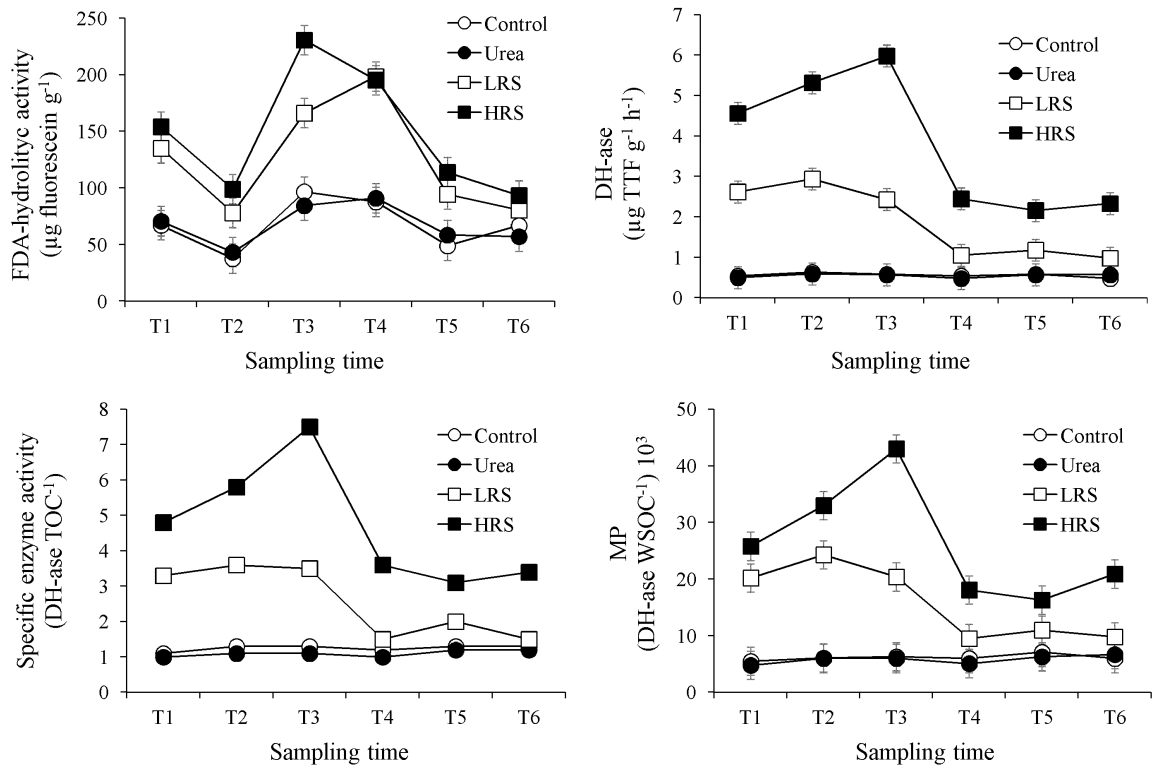 250
200
150
100
50
0
FDA-hydrolityc activity
(µg fluorescein g⁻¹)
Control
Urea
LRS
HRS
T1 T2 T3 T4 T5 T6
Sampling time
7
6
5
4
3
2
1
0
DH-ase
(µg TTF g⁻¹ h⁻¹)
Control
Urea
LRS
HRS
T1 T2 T3 T4 T5 T6
Sampling time
8
7
6
5
4
3
2
1
0
Specific enzyme activity
(DH-ase TOC⁻¹)
Control
Urea
LRS
HRS
T1 T2 T3 T4 T5 T6
Sampling time
50
40
30
20
10
0
MP
(DH-ase WSOC⁻¹) 10³
Control
Urea
LRS
HRS
T1 T2 T3 T4 T5 T6
Sampling time